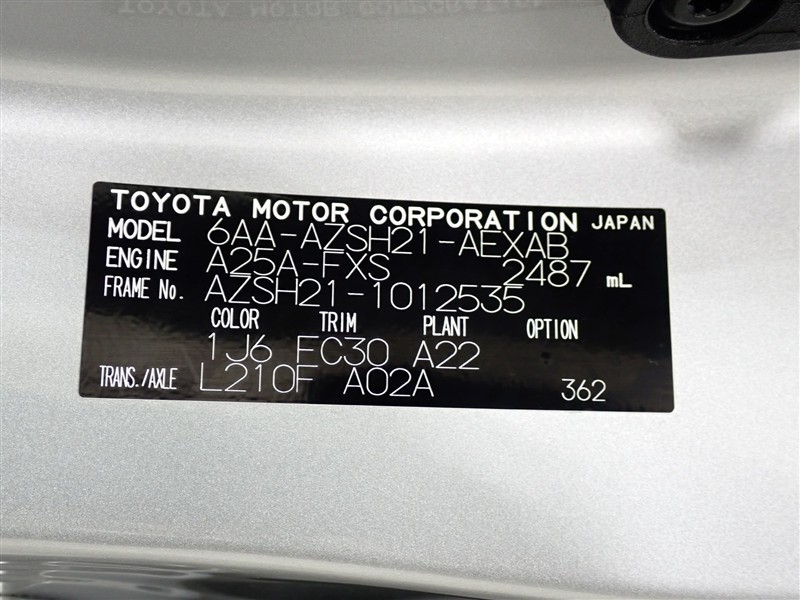 TOYOTA MOTOR CORPORATION JAPAN
MODEL 6AA-AZSH21-AEXAB
ENGINE A25A-FXS 2487 mL
FRAME No. AZSH21-1012535
COLOR TRIM PLANT OPTION
1J6 FC30 A22
TRANS./AXLE L210F A02A 362